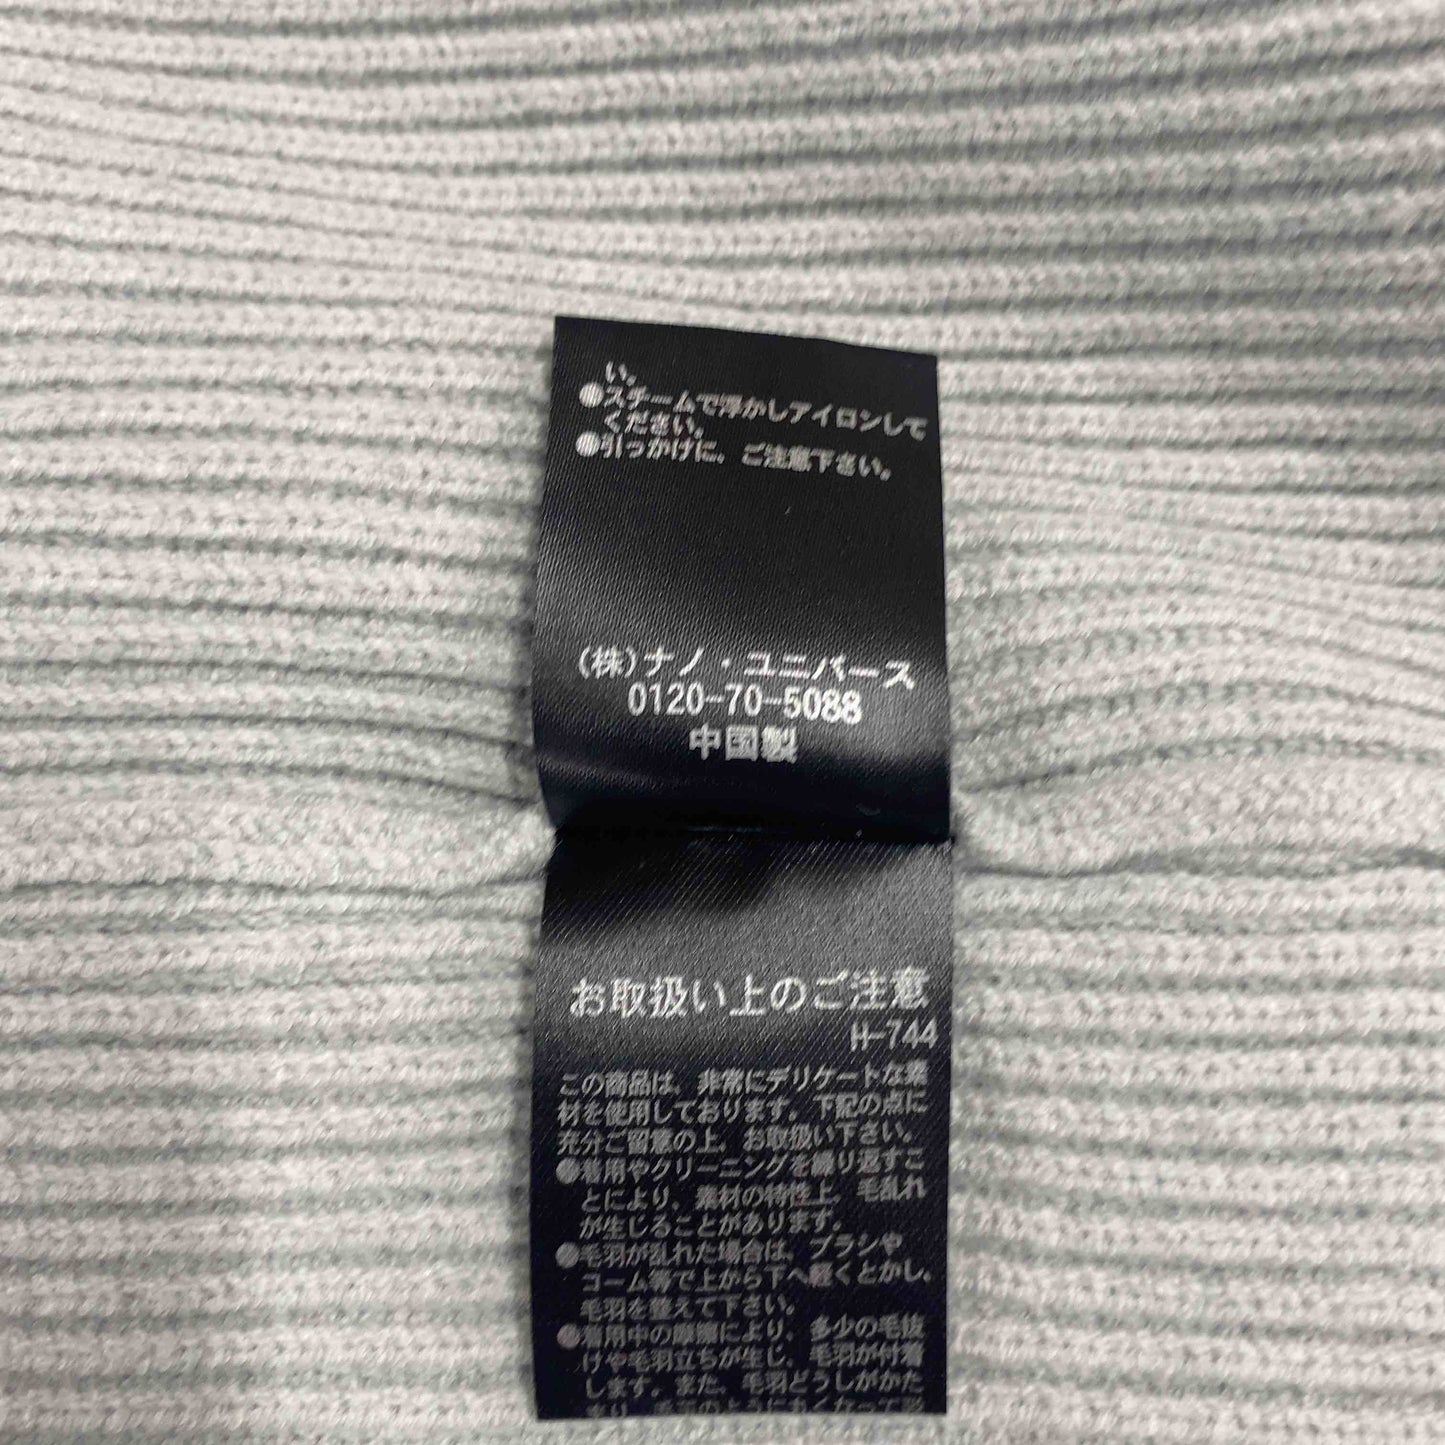 い。
●スチームで浮かしアイロンして
ください。
●引っかけに、ご注意下さい。
(株)ナノ・ユニバース
0120-70-5088
中国製
お取扱い上のご注意
H-744
この商品は、非常にデリケートな素
材を使用しております。下記の点に
充分ご留意の上、お取扱い下さい。
●着用やクリーニングを繰り返すこ
とにより、素材の特性上、毛乱れ
が生じることがあります。
●毛羽が乱れた場合は、ブラシや
コーム等で上から下へ軽くとかし、
毛羽を整えて下さい。
●着用中の摩擦により、多少の毛抜
けや毛羽立ちが生じ、毛羽が付着
します。また、毛羽どうしがかた